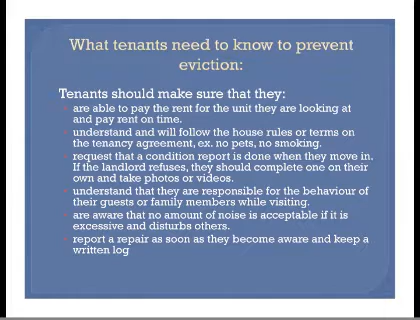 What tenants need to know to prevent
eviction:
Tenants should make sure that they:
are able to pay the rent for the unit they are looking at
and pay rent on time.
understand and will follow the house rules or terms on
the tenancy agreement, ex. no pets, no smoking.
request that a condition report is done when they move in.
If the landlord refuses, they should complete one on their
own and take photos or videos.
understand that they are responsible for the behaviour of
their guests or family members while visiting.
are aware that no amount of noise is acceptable if it is
excessive and disturbs others.
report a repair as soon as they become aware and keep a
written log